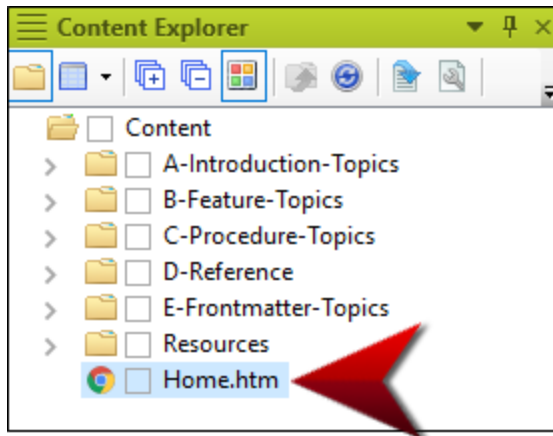 Content Explorer
Content
A-Introduction-Topics
B-Feature-Topics
C-Procedure-Topics
D-Reference
E-Frontmatter-Topics
Resources
Home.htm